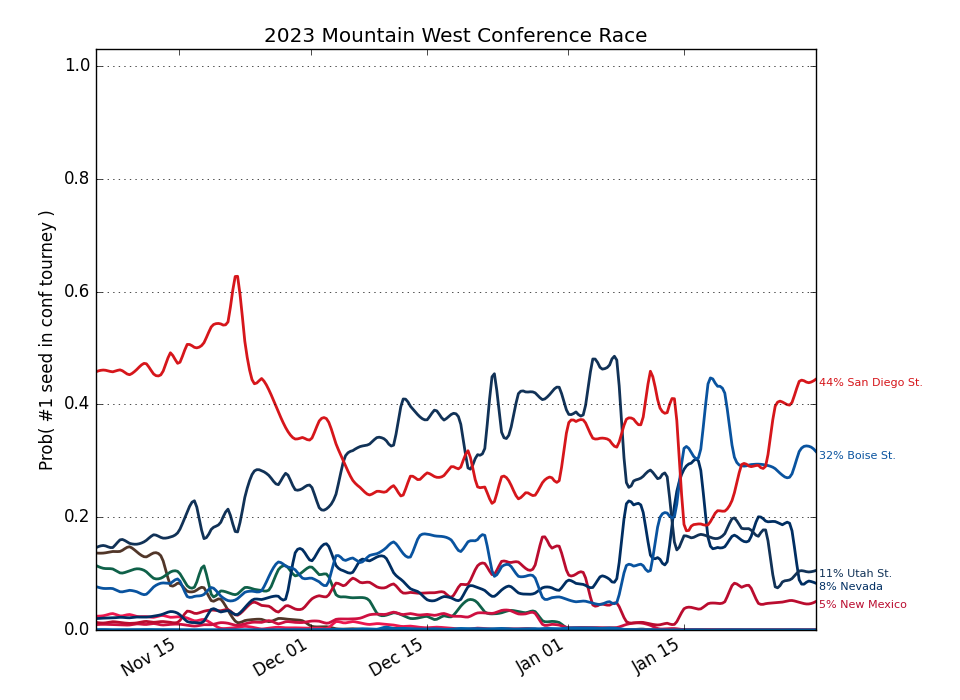 2023 Mountain West Conference Race
Prob( #1 seed in conf tourney )
1.0
0.8
0.6
0.4
0.2
0.0
Nov 15
Dec 01
Dec 15
Jan 01
Jan 15
44% San Diego St.
32% Boise St.
11% Utah St.
8% Nevada
5% New Mexico